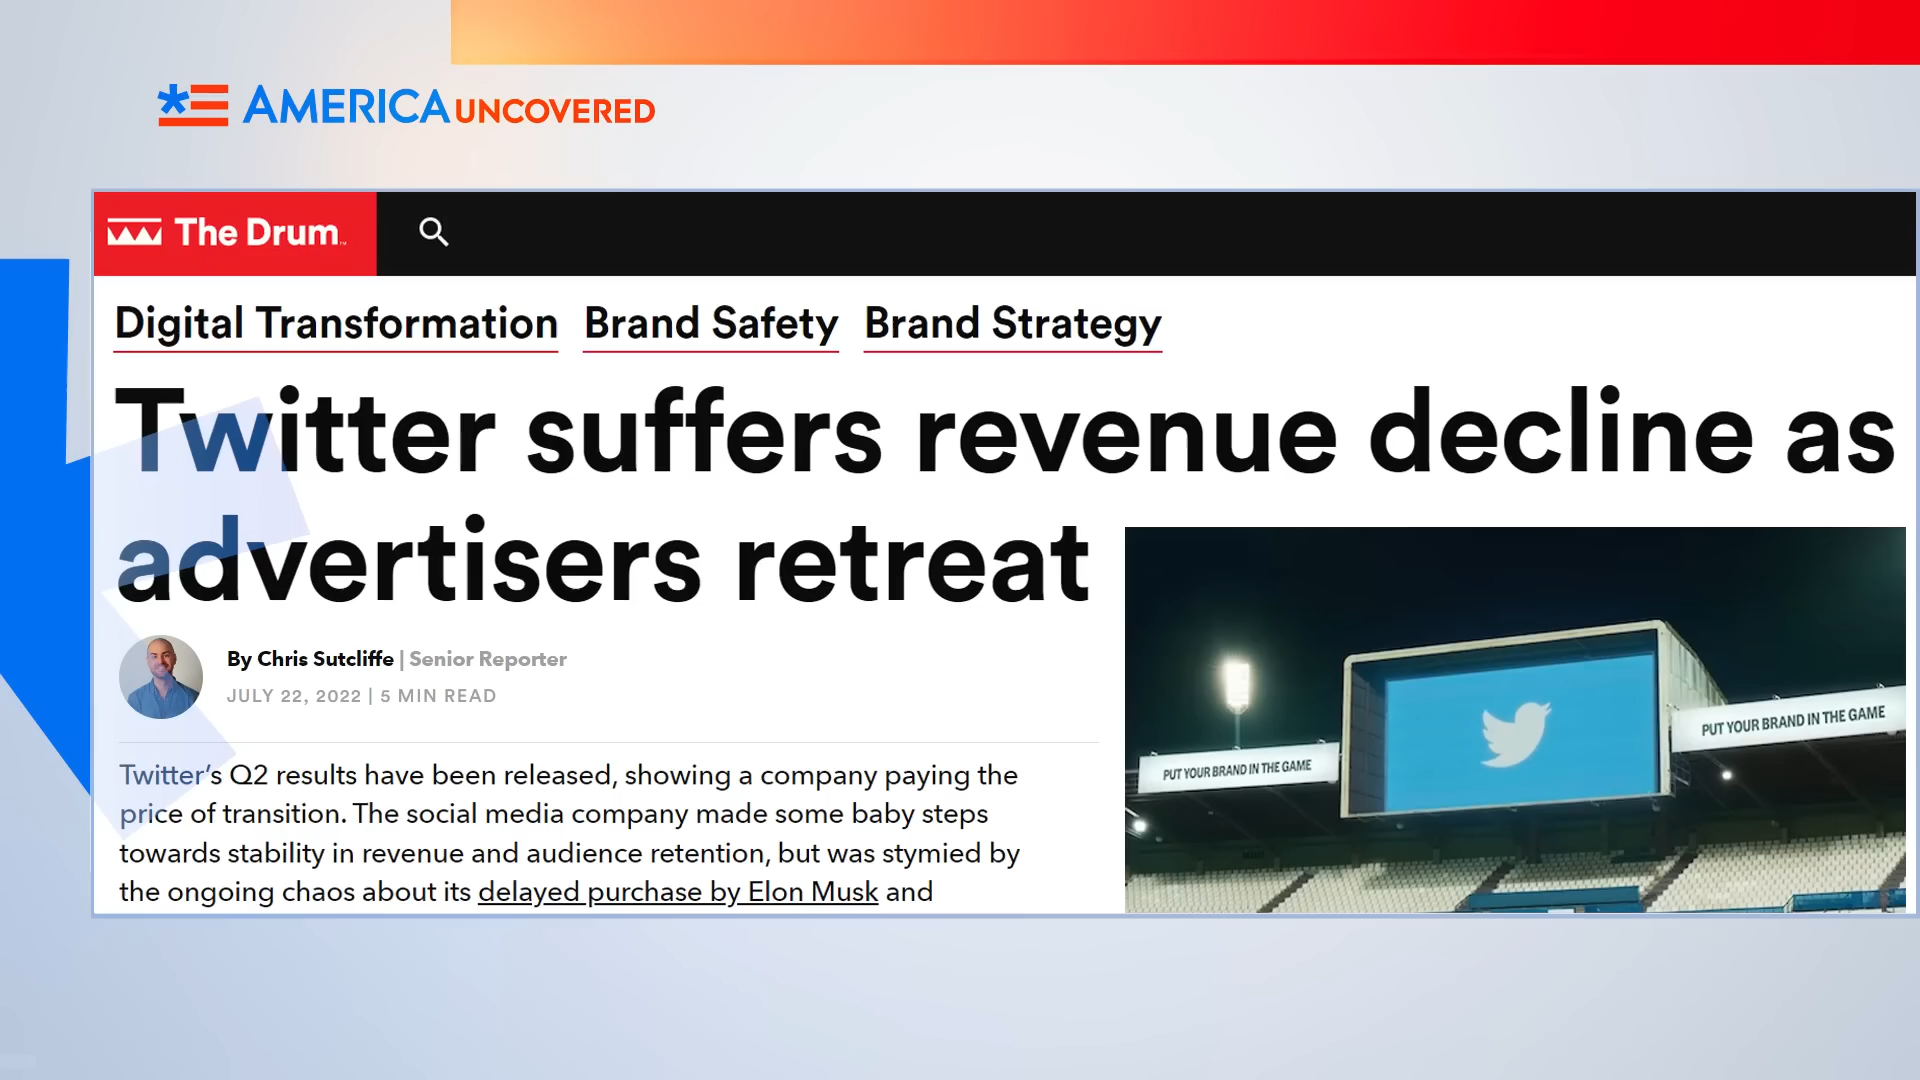 AMERICA UNCOVERED
The Drum
Digital Transformation Brand Safety Brand Strategy
Twitter suffers revenue decline as
advertisers retreat
By Chris Sutcliffe | Senior Reporter
JULY 22, 2022 | 5 MIN READ
Twitter’s Q2 results have been released, showing a company paying the
price of transition. The social media company made some baby steps
towards stability in revenue and audience retention, but was stymied by
the ongoing chaos about its delayed purchase by Elon Musk and
PUT YOUR BRAND IN THE GAME
PUT YOUR BRAND IN THE GAME